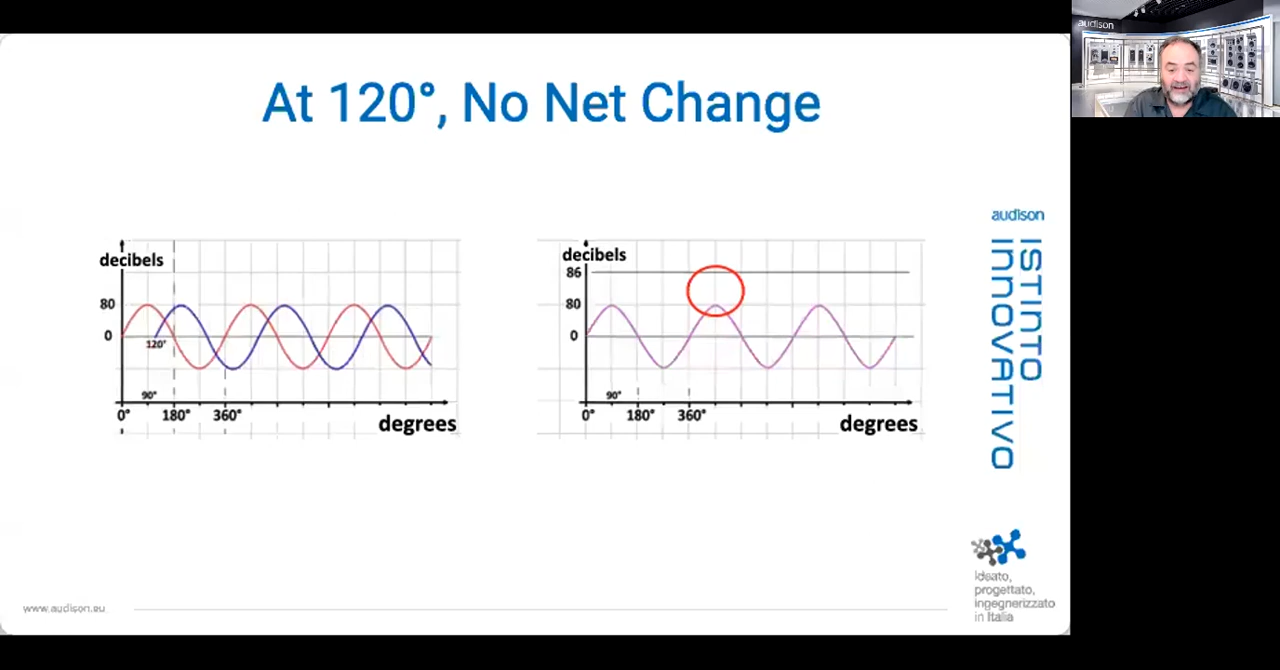 audison
At 120°, No Net Change
decibels
80
0
120°
90°
0° 180° 360°
degrees
decibels
86
80
0
90°
0° 180° 360°
degrees
audison
ISTINTO
INNOVATIVO
Ideato,
progettato,
ingegnerizzato
in Italia
www.audison.eu